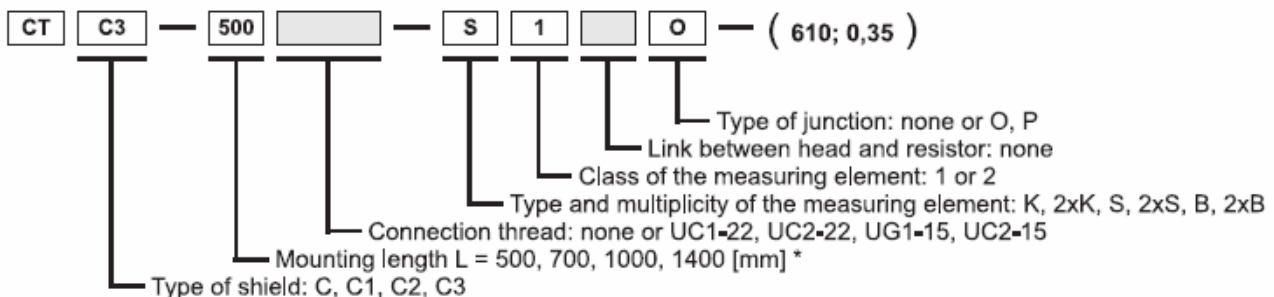 CT C3 — 500 — S 1 O — ( 610; 0,35 )
Type of junction: none or O, P
Link between head and resistor: none
Class of the measuring element: 1 or 2
Type and multiplicity of the measuring element: K, 2xK, S, 2xS, B, 2xB
Connection thread: none or UC1-22, UC2-22, UG1-15, UC2-15
Mounting length L = 500, 700, 1000, 1400 [mm] *
Type of shield: C, C1, C2, C3